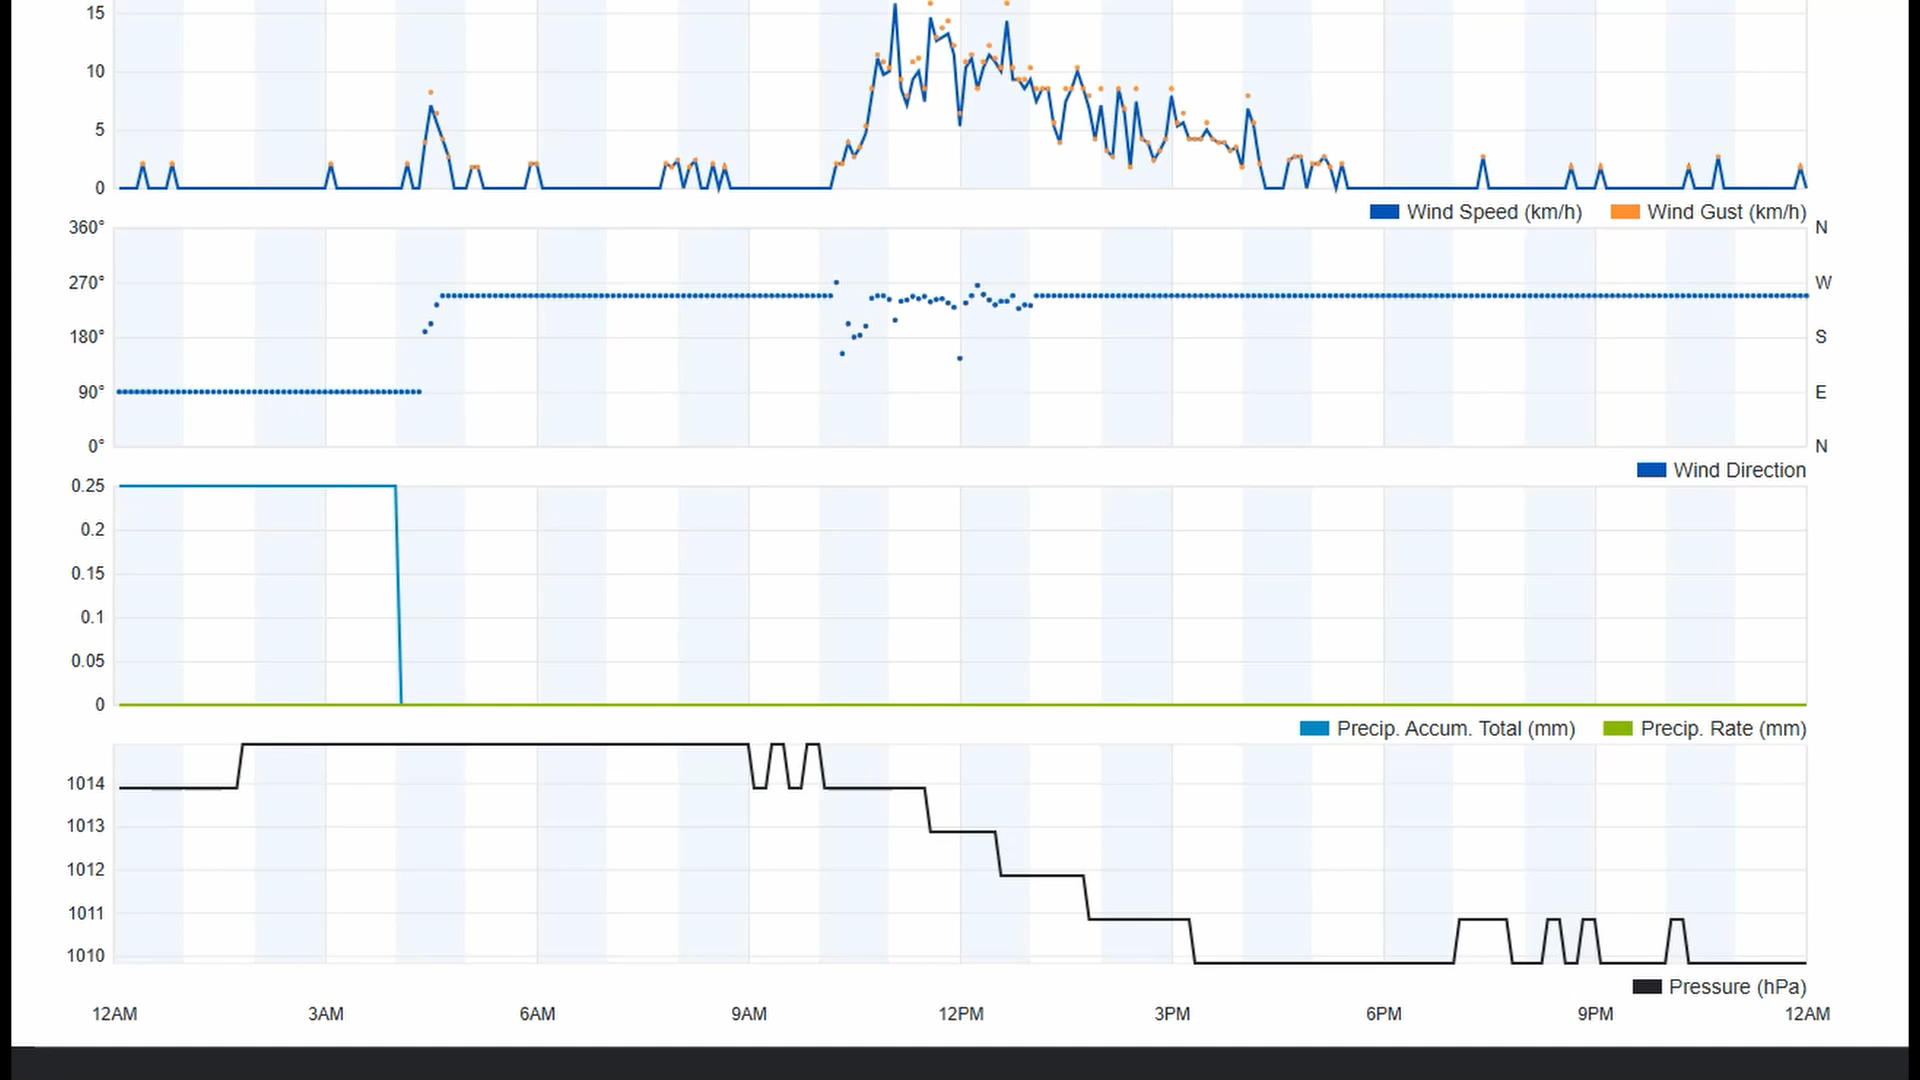 15
10
5
0
Wind Speed (km/h) Wind Gust (km/h)
360° N
270° W
180° S
90° E
0° N
Wind Direction
0.25
0.2
0.15
0.1
0.05
0
Precip. Accum. Total (mm) Precip. Rate (mm)
1014
1013
1012
1011
1010
Pressure (hPa)
12AM 3AM 6AM 9AM 12PM 3PM 6PM 9PM 12AM